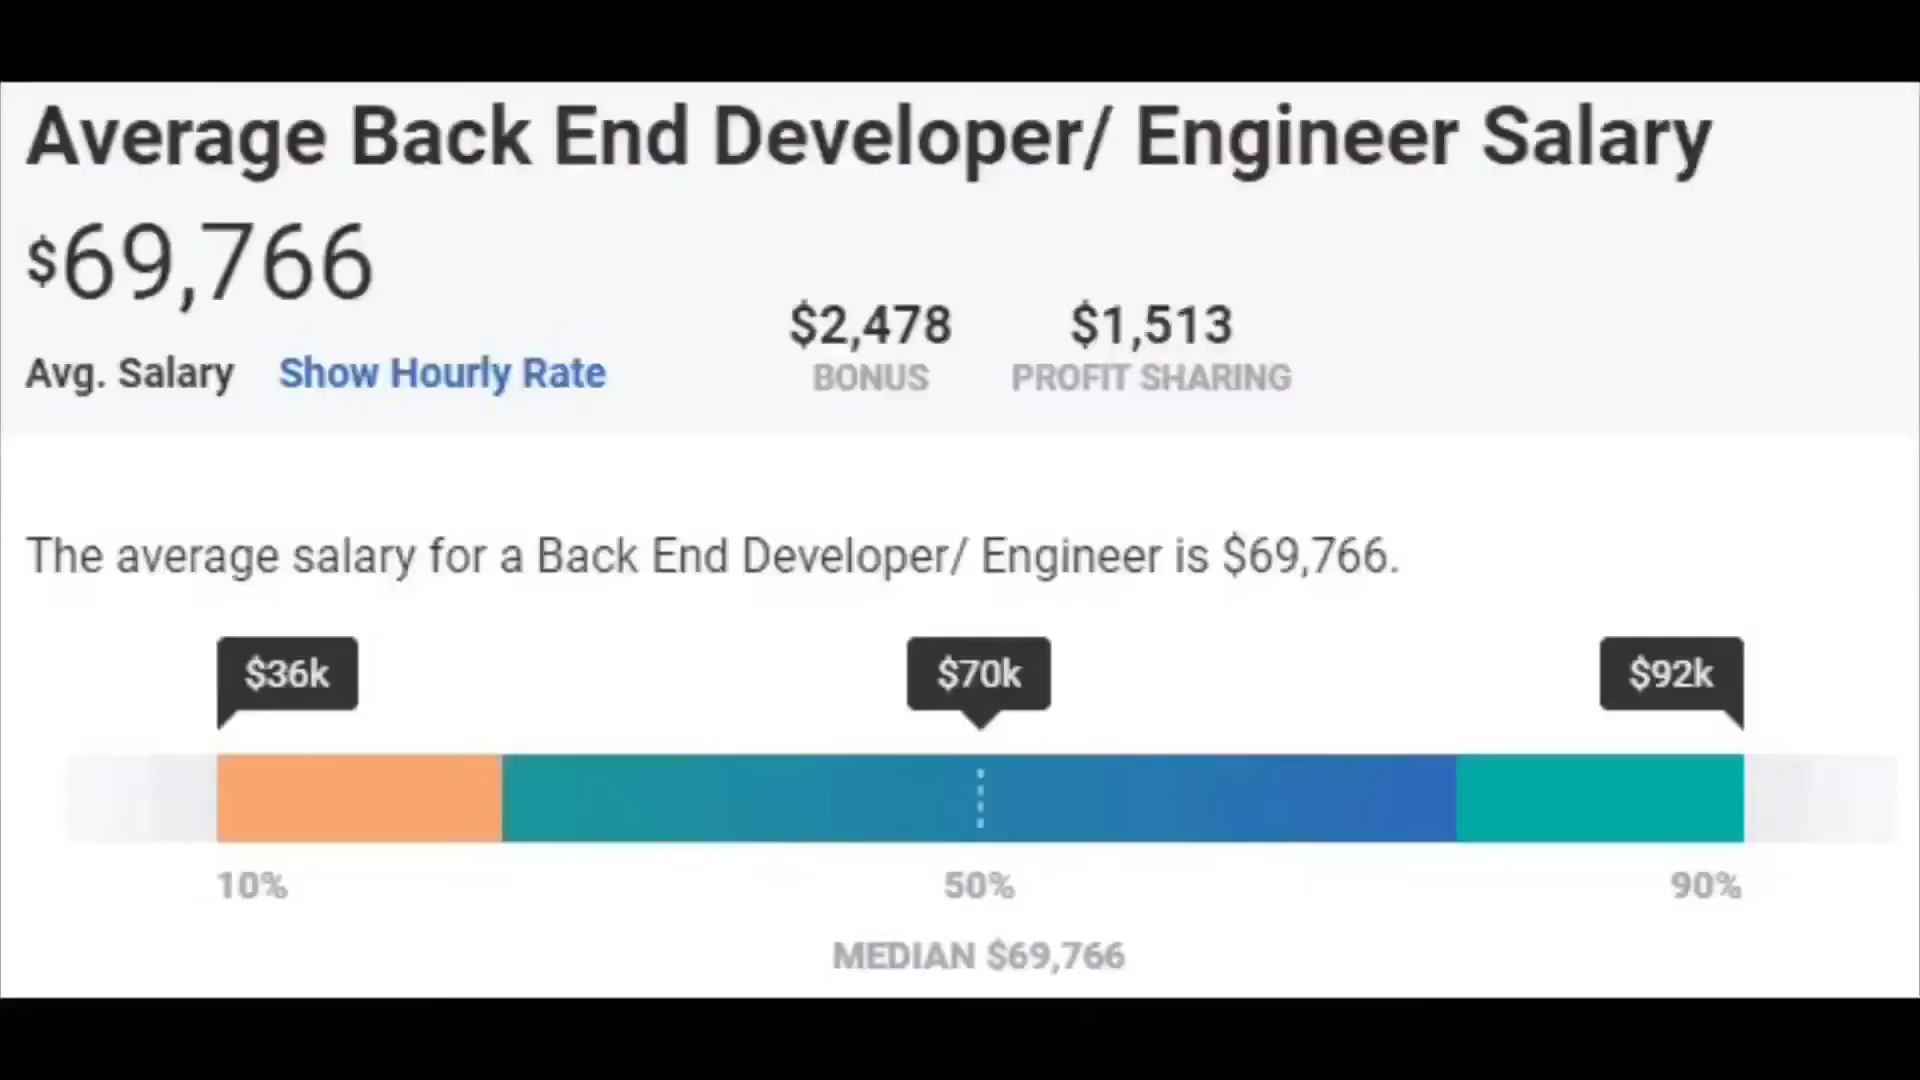 Average Back End Developer/ Engineer Salary
$69,766
$2,478 $1,513
Avg. Salary Show Hourly Rate BONUS PROFIT SHARING
The average salary for a Back End Developer/ Engineer is $69,766.
$36k $70k $92k
10% 50% 90%
MEDIAN $69,766